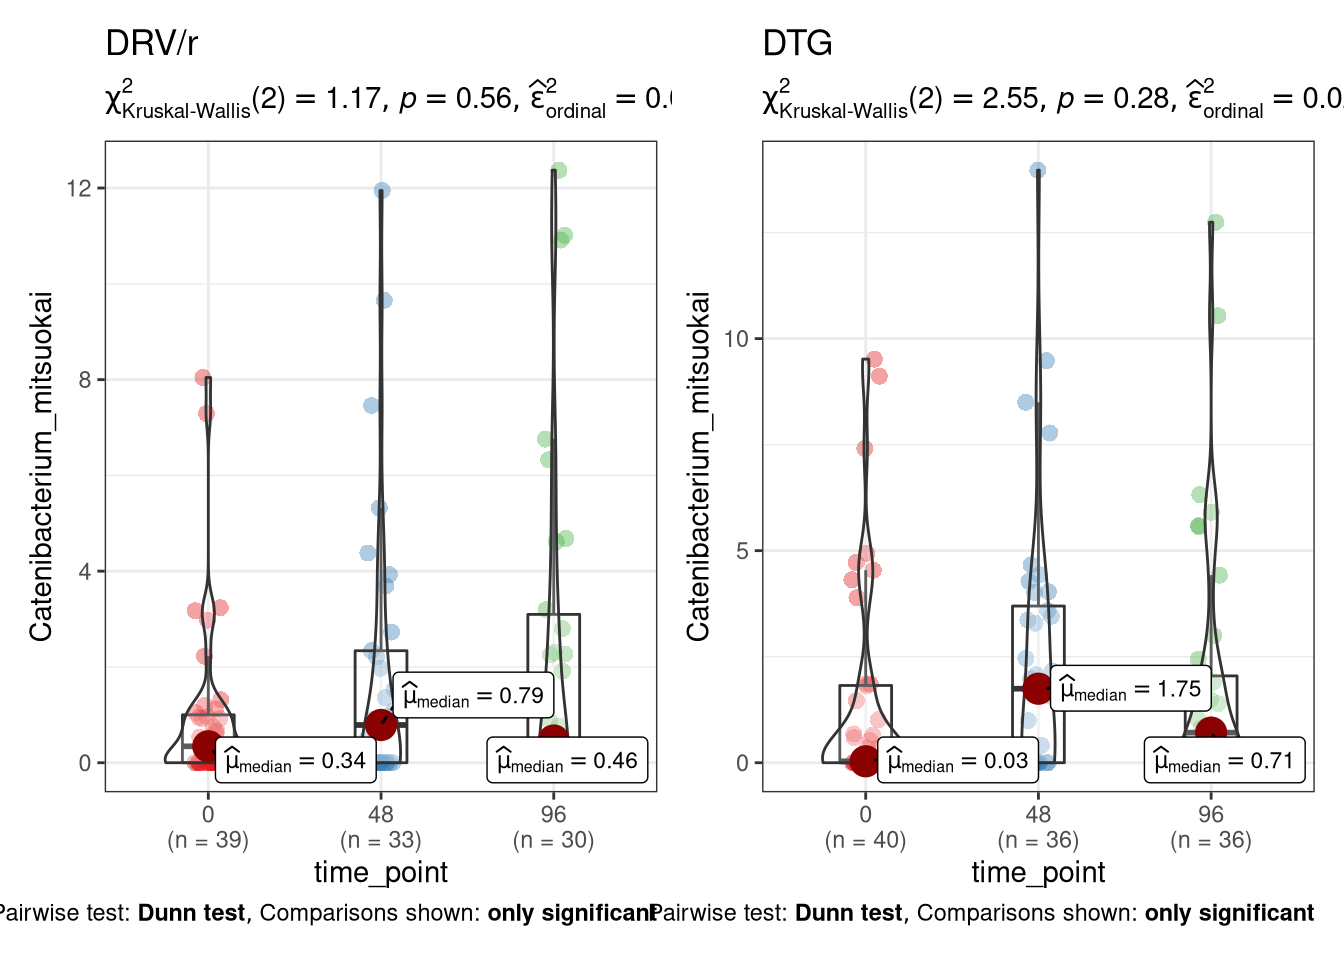 DRV/r
χ²Kruskal-Wallis(2) = 1.17, p = 0.56, ε̂²ordinal = 0.0
12
8
4
0
Catenibacterium_mitsuokai
μ̂median = 0.34
μ̂median = 0.79
μ̂median = 0.46
0 48 96
(n = 39) (n = 33) (n = 30)
time_point
Pairwise test: Dunn test, Comparisons shown: only significant
DTG
χ²Kruskal-Wallis(2) = 2.55, p = 0.28, ε̂²ordinal = 0.0
10
5
0
Catenibacterium_mitsuokai
μ̂median = 0.03
μ̂median = 1.75
μ̂median = 0.71
0 48 96
(n = 40) (n = 36) (n = 36)
time_point
Pairwise test: Dunn test, Comparisons shown: only significant